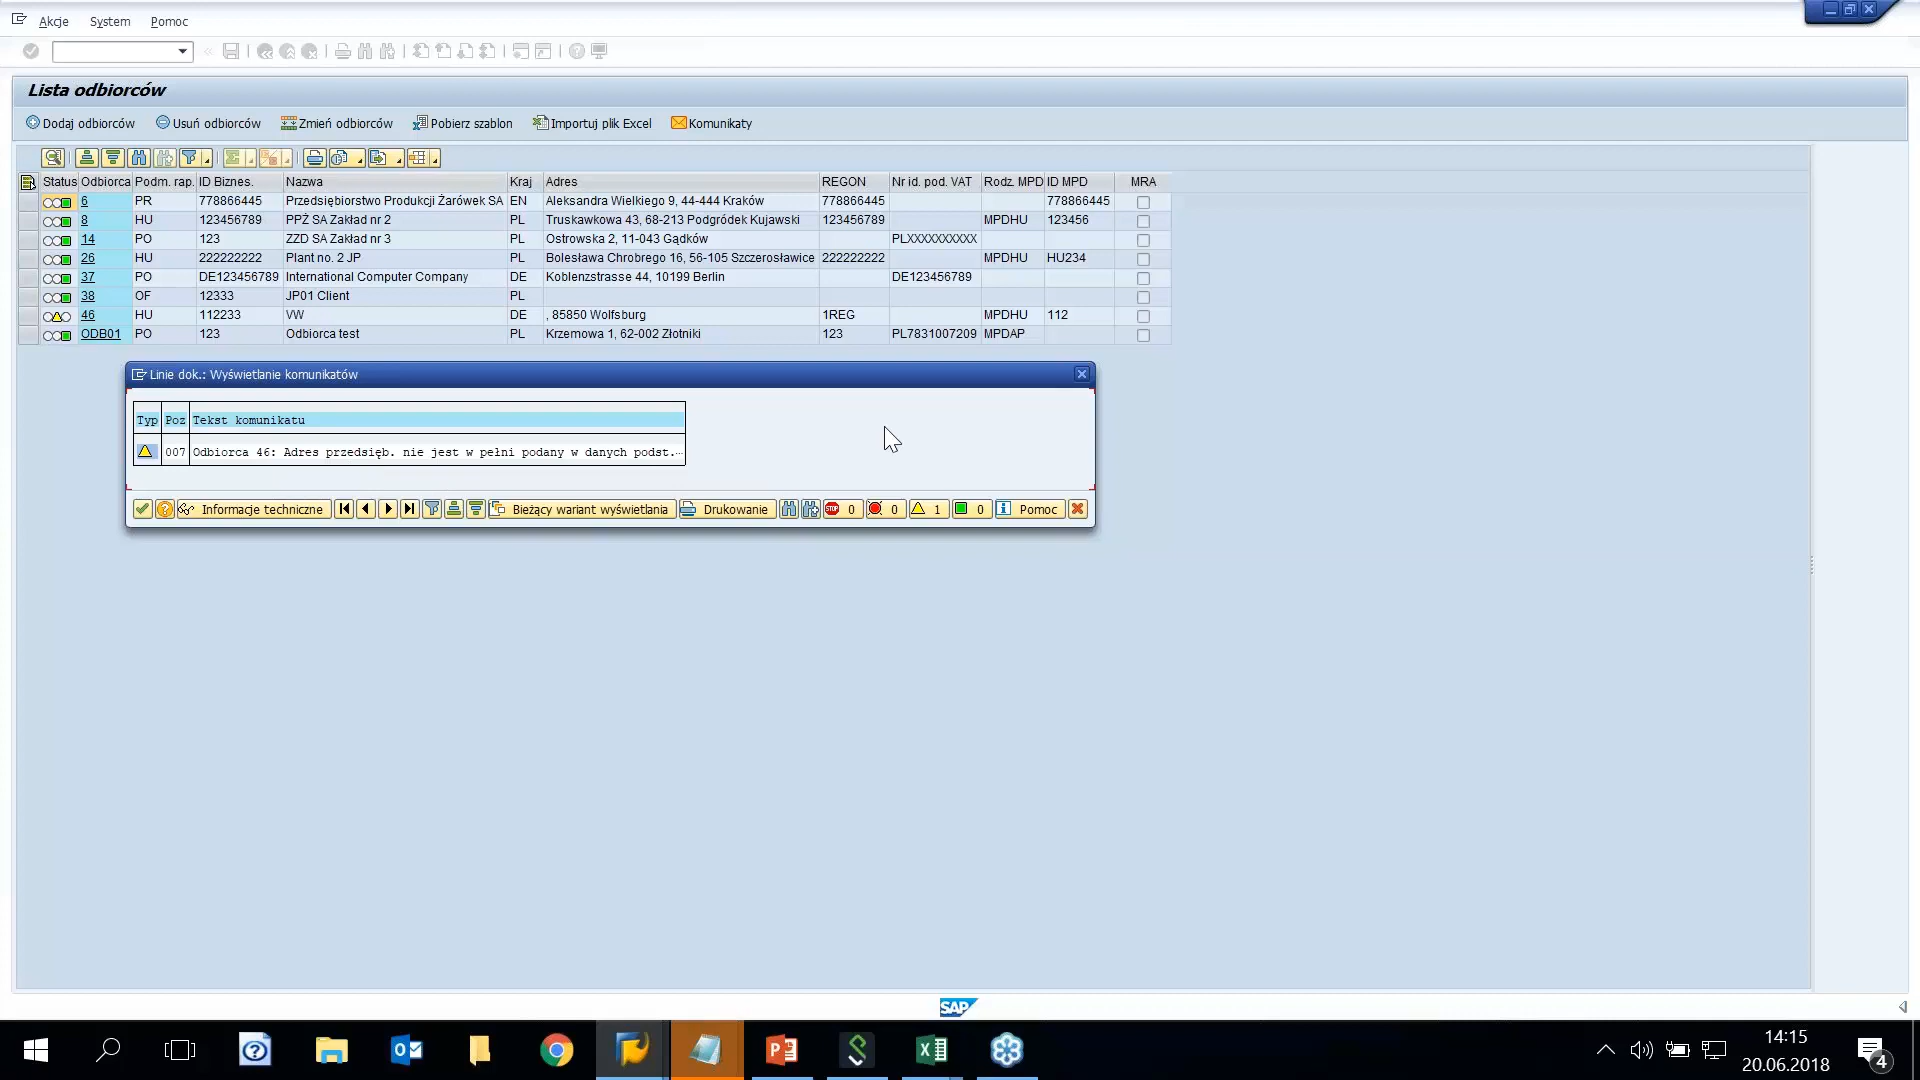 Akcje System Pomoc
Lista odbiorców
Dodaj odbiorców Usuń odbiorców Zmień odbiorców Pobierz szablon Importuj plik Excel Komunikaty
Status Odbiorca Podm. rap. ID Biznes. Nazwa Kraj Adres REGON Nr id. pod. VAT Rodz. MPD ID MPD MRA
6 PR 778866445 Przedsiębiorstwo Produkcji Żarówek SA EN Aleksandra Wielkiego 9, 44-444 Kraków 778866445 778866445
8 HU 123456789 PPŻ SA Zakład nr 2 PL Truskawkowa 43, 68-213 Podgródek Kujawski 123456789 MPDHU 123456
14 PO 123 ZZD SA Zakład nr 3 PL Ostrowska 2, 11-043 Gądków PLXXXXXXXXXX
26 HU 222222222 Plant no. 2 JP PL Bolesława Chrobrego 16, 56-105 Szczerosławice 222222222 MPDHU HU234
37 PO DE123456789 International Computer Company DE Koblenzstrasse 44, 10199 Berlin DE123456789
38 OF 12333 JP01 Client PL
46 HU 112233 VW DE , 85850 Wolfsburg 1REG MPDHU 112
ODB01 PO 123 Odbiorca test PL Krzemowa 1, 62-002 Złotniki 123 PL7831007209 MPDAP
Linie dok.: Wyświetlanie komunikatów
Typ Poz Tekst komunikatu
007 Odbiorca 46: Adres przedsięb. nie jest w pełni podany w danych podst.…
Informacje techniczne Bieżący wariant wyświetlania Drukowanie STOP 0 0 1 0 Pomoc
SAP
14:15
20.06.2018
4